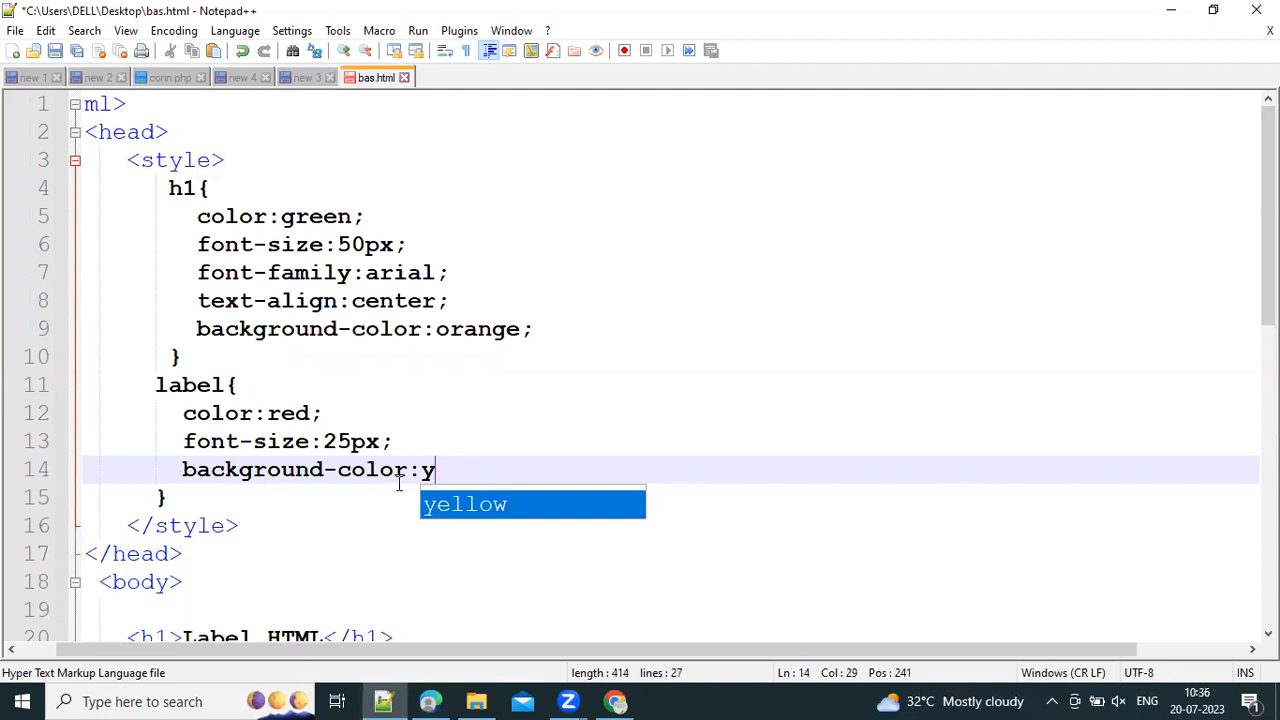 *C:\Users\DELL\Desktop\bas.html - Notepad++
File Edit Search View Encoding Language Settings Tools Macro Run Plugins Window ? X
new 1 new 2 conn.php new 4 new 3 bas.html
1 ml>
2 <head>
3 <style>
4 h1{
5 color:green;
6 font-size:50px;
7 font-family:arial;
8 text-align:center;
9 background-color:orange;
10 }
11 label{
12 color:red;
13 font-size:25px;
14 background-color:y
yellow
15 }
16 </style>
17 </head>
18 <body>
19
20 <h1>Label HTML</h1>
Hyper Text Markup Language file length : 414 lines : 27 Ln : 14 Col : 29 Pos : 241 Windows (CR LF) UTF-8 INS
Type here to search 32°C Mostly cloudy ENG 10:36
20-07-2023 1